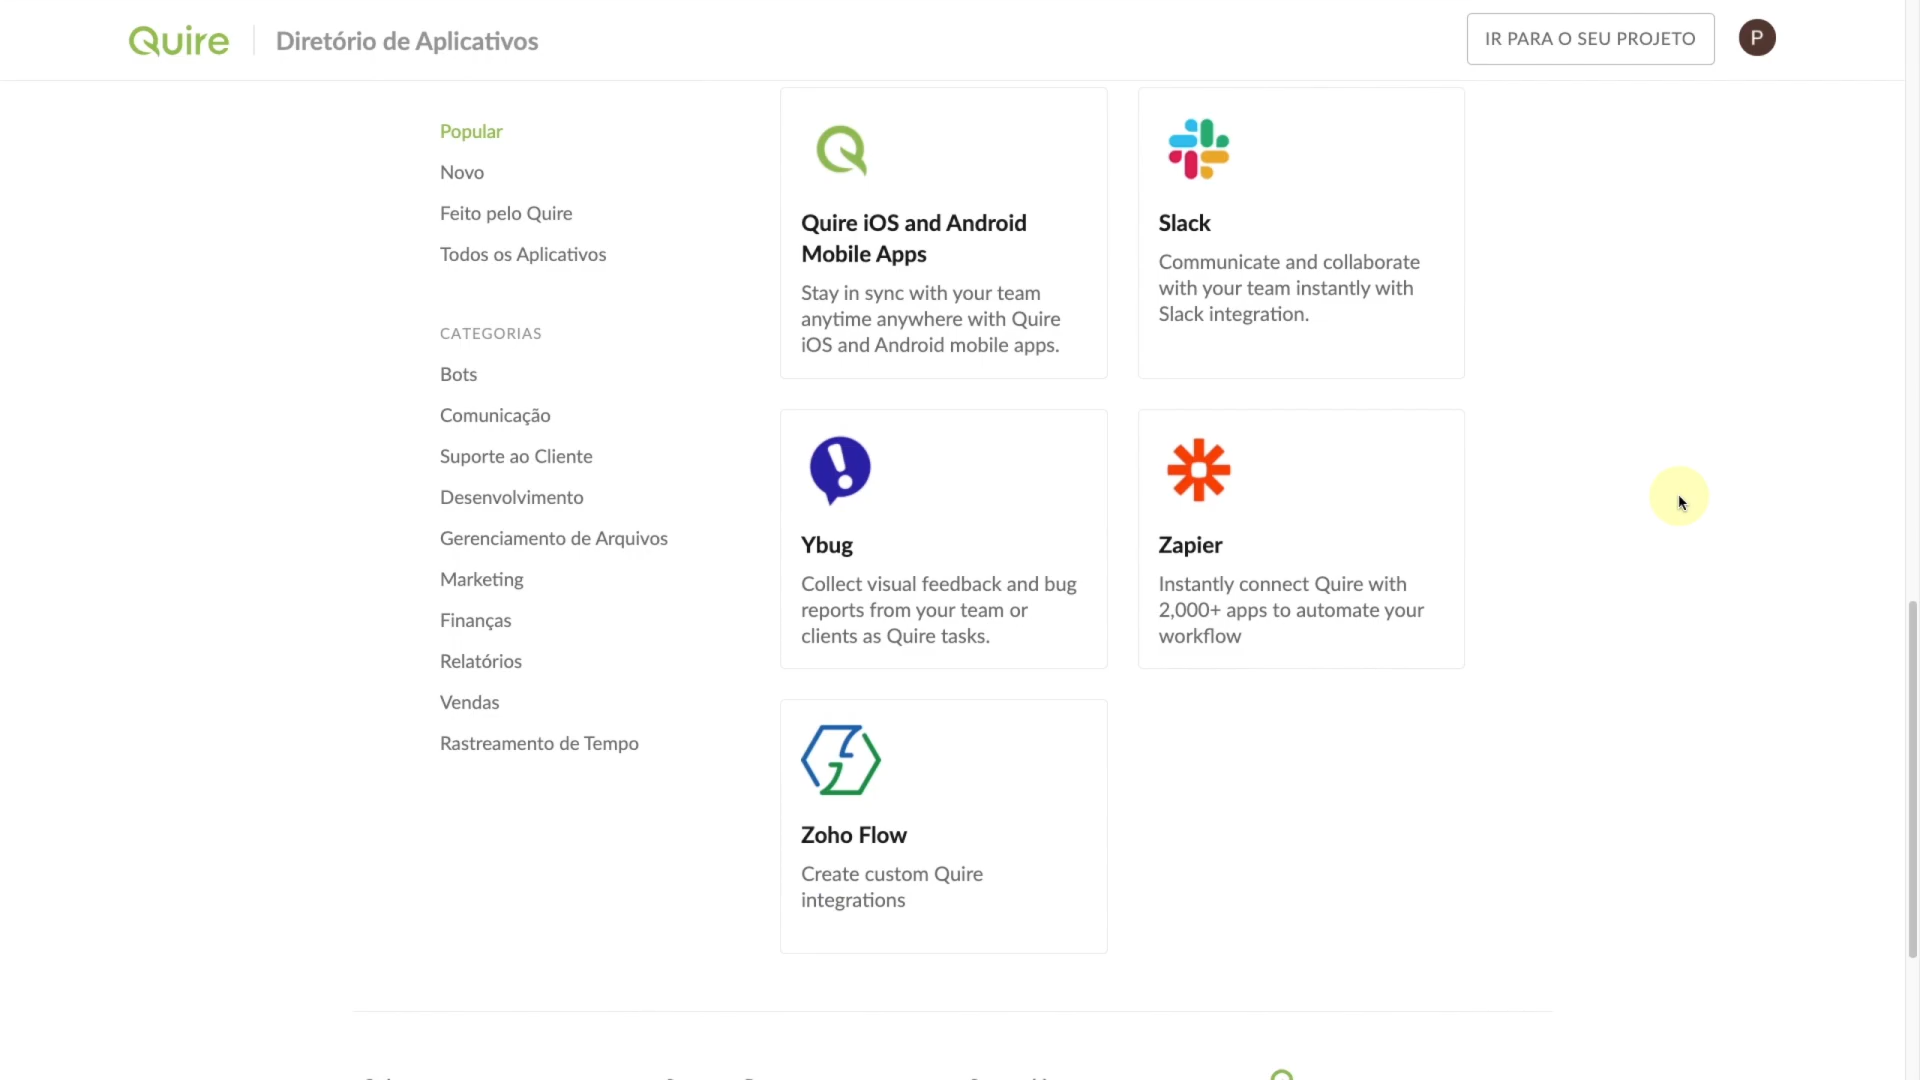 Quire
Diretório de Aplicativos
IR PARA O SEU PROJETO
P
Popular
Novo
Feito pelo Quire
Todos os Aplicativos
CATEGORIAS
Bots
Comunicação
Suporte ao Cliente
Desenvolvimento
Gerenciamento de Arquivos
Marketing
Finanças
Relatórios
Vendas
Rastreamento de Tempo
Quire iOS and Android
Mobile Apps
Stay in sync with your team
anytime anywhere with Quire
iOS and Android mobile apps.
Slack
Communicate and collaborate
with your team instantly with
Slack integration.
Ybug
Collect visual feedback and bug
reports from your team or
clients as Quire tasks.
Zapier
Instantly connect Quire with
2,000+ apps to automate your
workflow
Zoho Flow
Create custom Quire
integrations